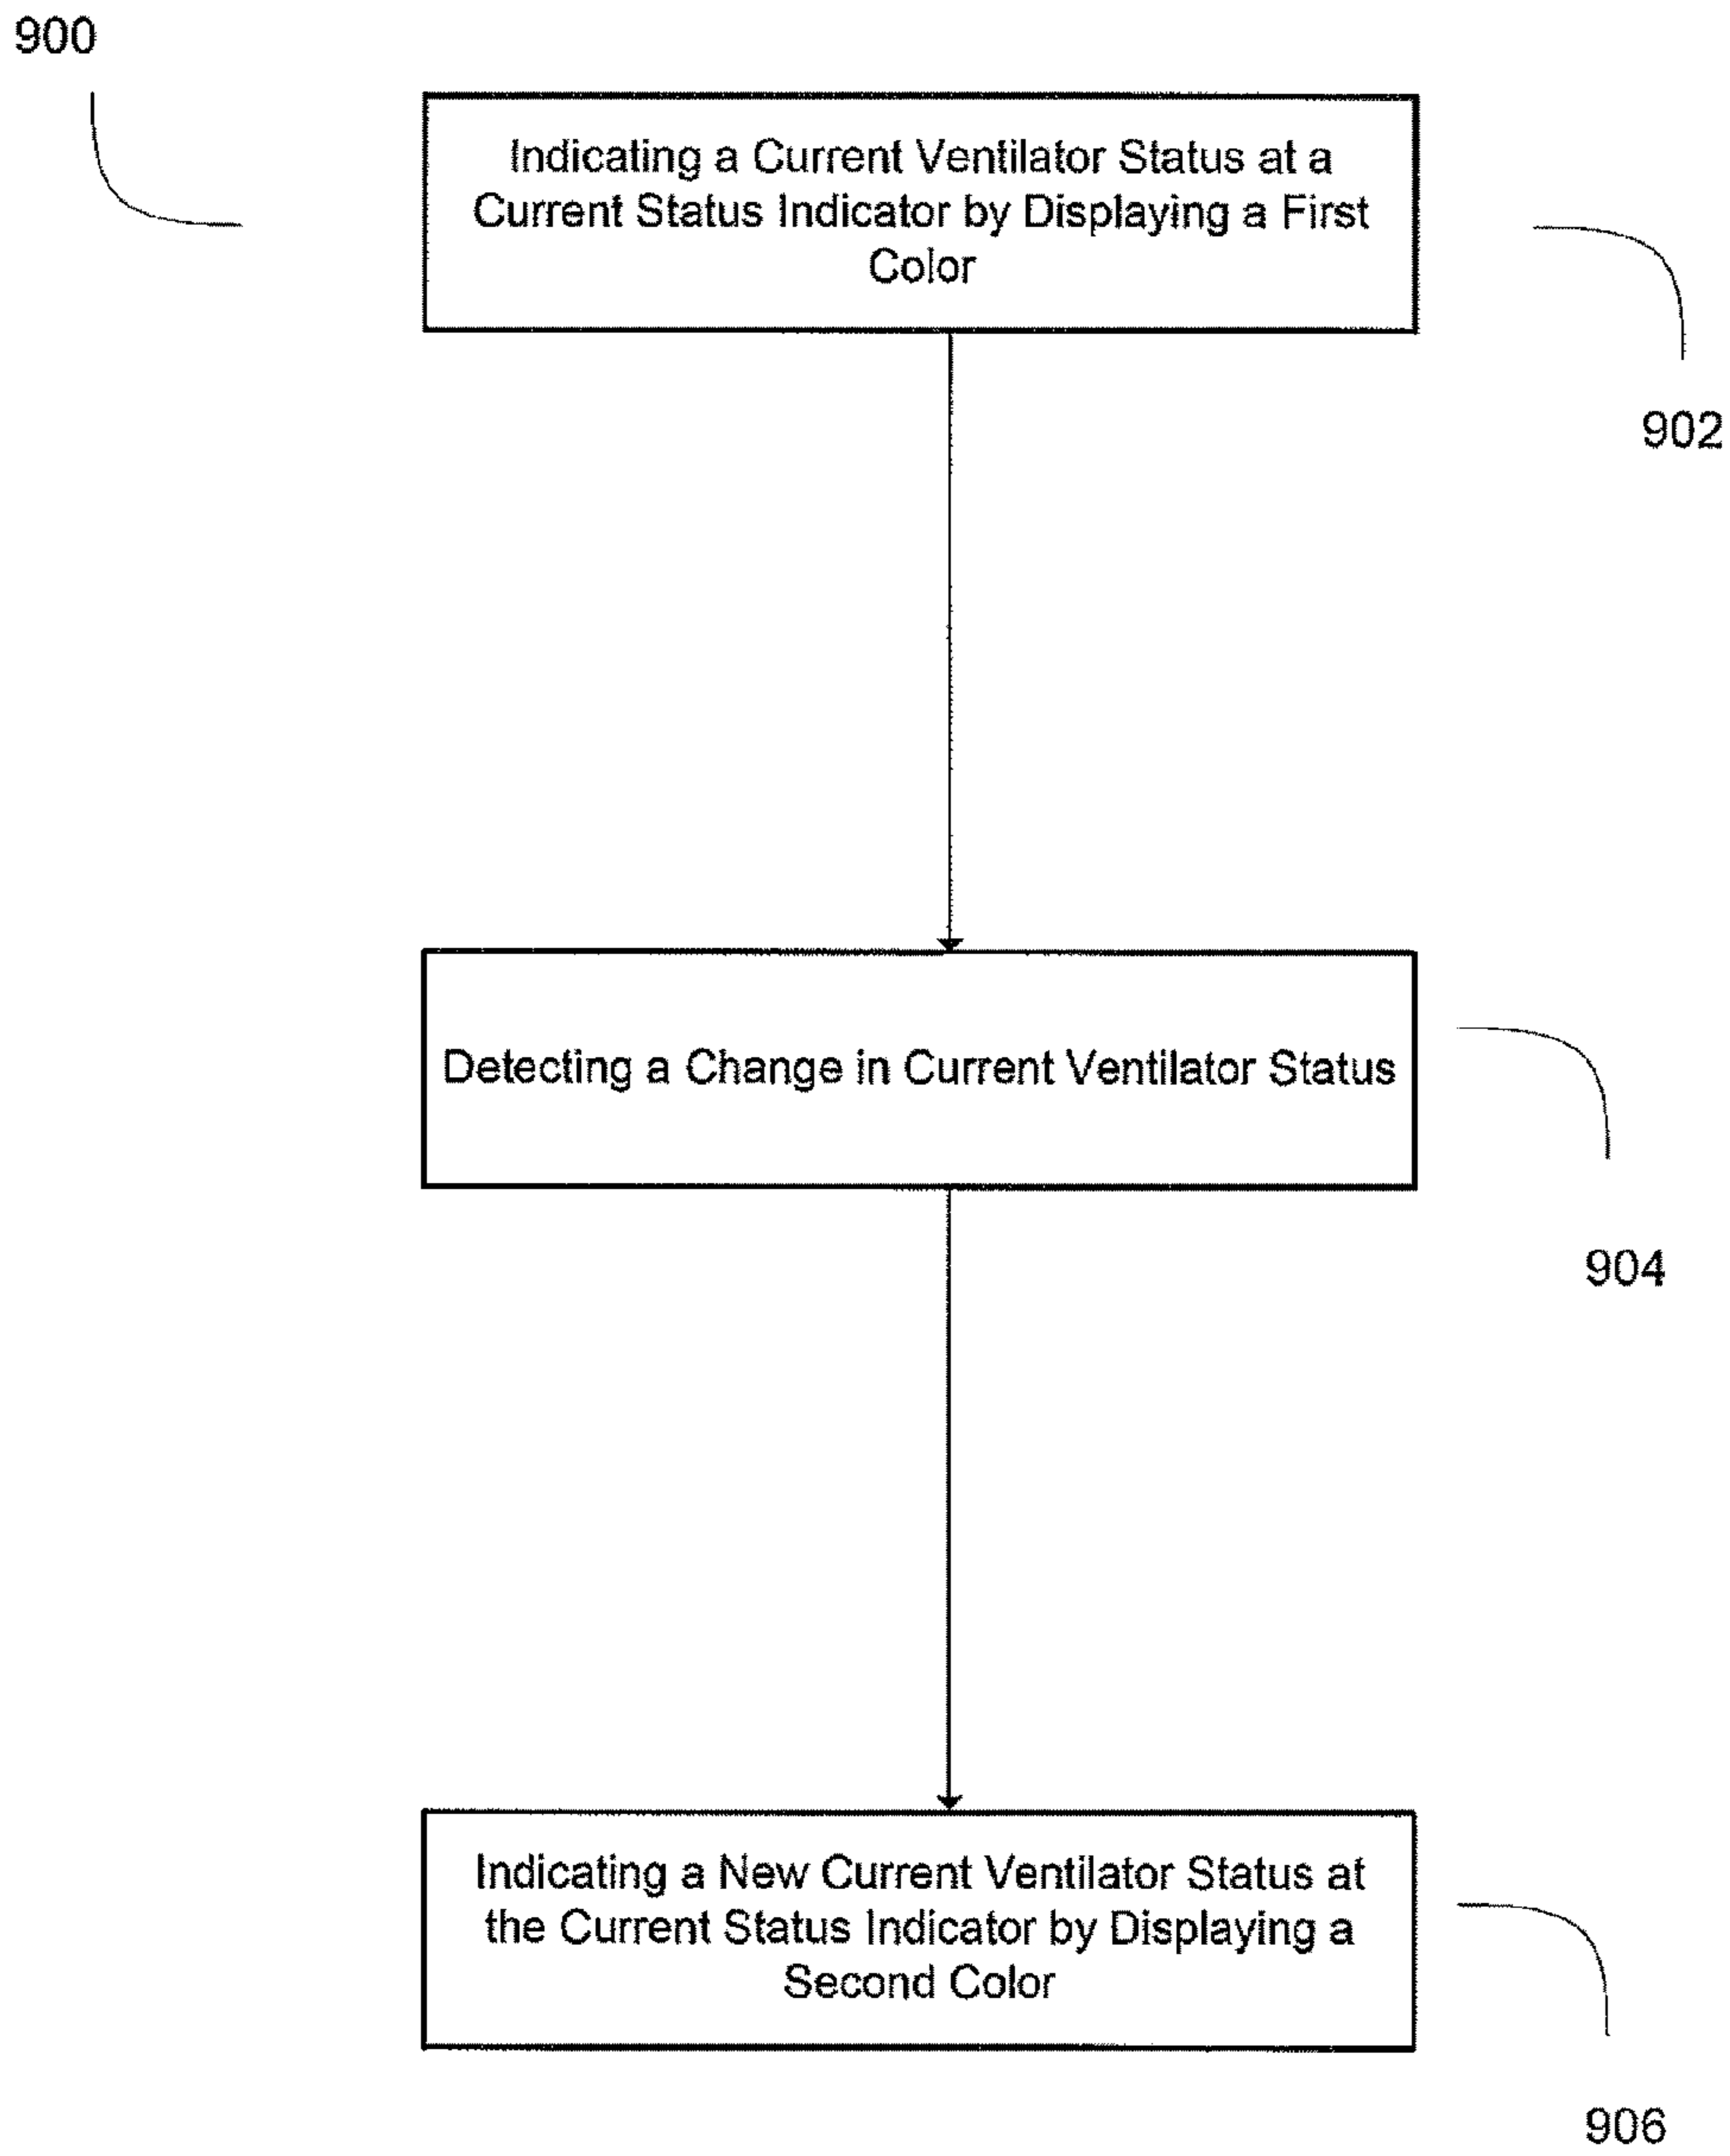 900
Indicating a Current Ventilator Status at a
Current Status Indicator by Displaying a First
Color
902
Detecting a Change in Current Ventilator Status
904
Indicating a New Current Ventilator Status at
the Current Status Indicator by Displaying a
Second Color
906